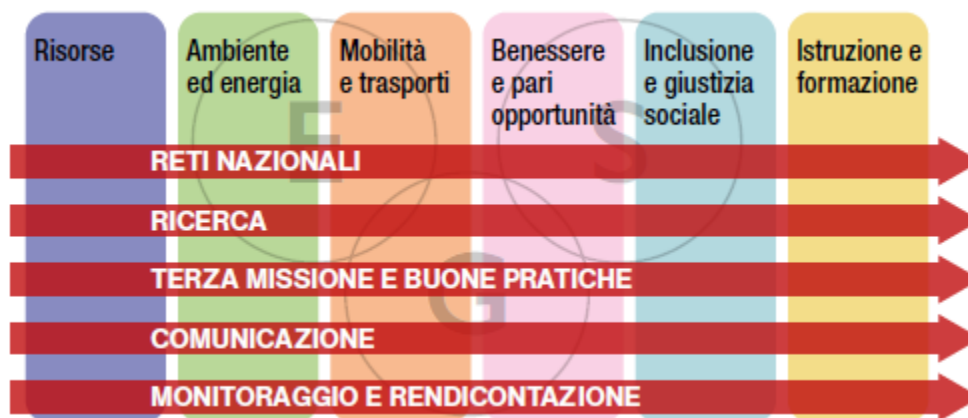 Risorse
Ambiente
ed energia
Mobilità
e trasporti
Benessere
e pari
opportunità
Inclusione
e giustizia
sociale
Istruzione e
formazione
E
S
G
RETI NAZIONALI
RICERCA
TERZA MISSIONE E BUONE PRATICHE
COMUNICAZIONE
MONITORAGGIO E RENDICONTAZIONE